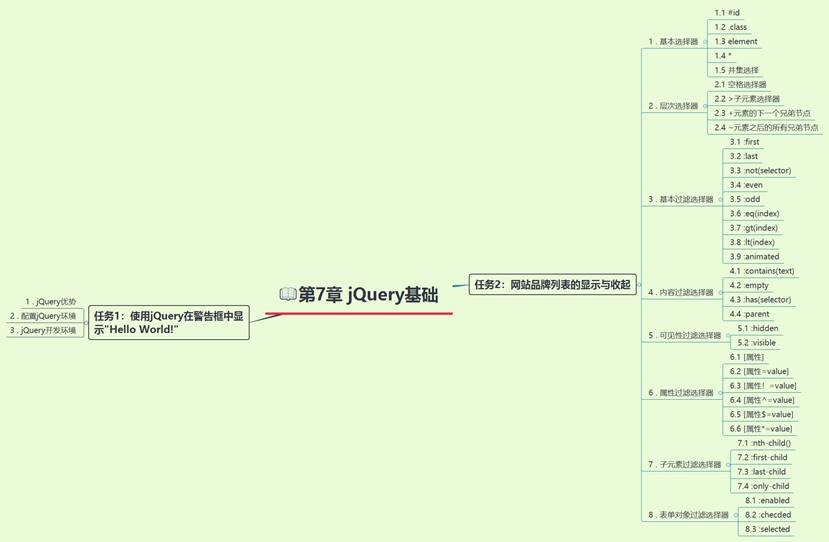 第7章 jQuery基础
任务1：使用jQuery在警告框中显
示"Hello World!"
1．jQuery优势
2．配置jQuery环境
3．jQuery开发环境
任务2：网站品牌列表的显示与收起
1．基本选择器
1.1 #id
1.2 .class
1.3 element
1.4 *
1.5 并集选择
2．层次选择器
2.1 空格选择器
2.2 >子元素选择器
2.3 +元素的下一个兄弟节点
2.4 ~元素之后的所有兄弟节点
3．基本过滤选择器
3.1 :first
3.2 :last
3.3 :not(selector)
3.4 :even
3.5 :odd
3.6 :eq(index)
3.7 :gt(index)
3.8 :lt(index)
3.9 :animated
4．内容过滤选择器
4.1 :contains(text)
4.2 :empty
4.3 :has(selector)
4.4 :parent
5．可见性过滤选择器
5.1 :hidden
5.2 :visible
6．属性过滤选择器
6.1 [属性]
6.2 [属性=value]
6.3 [属性！=value]
6.4 [属性^=value]
6.5 [属性$=value]
6.6 [属性*=value]
7．子元素过滤选择器
7.1 :nth-child()
7.2 :first-child
7.3 :last-child
7.4 :only-child
8．表单对象过滤选择器
8.1 :enabled
8.2 :checded
8.3 :selected